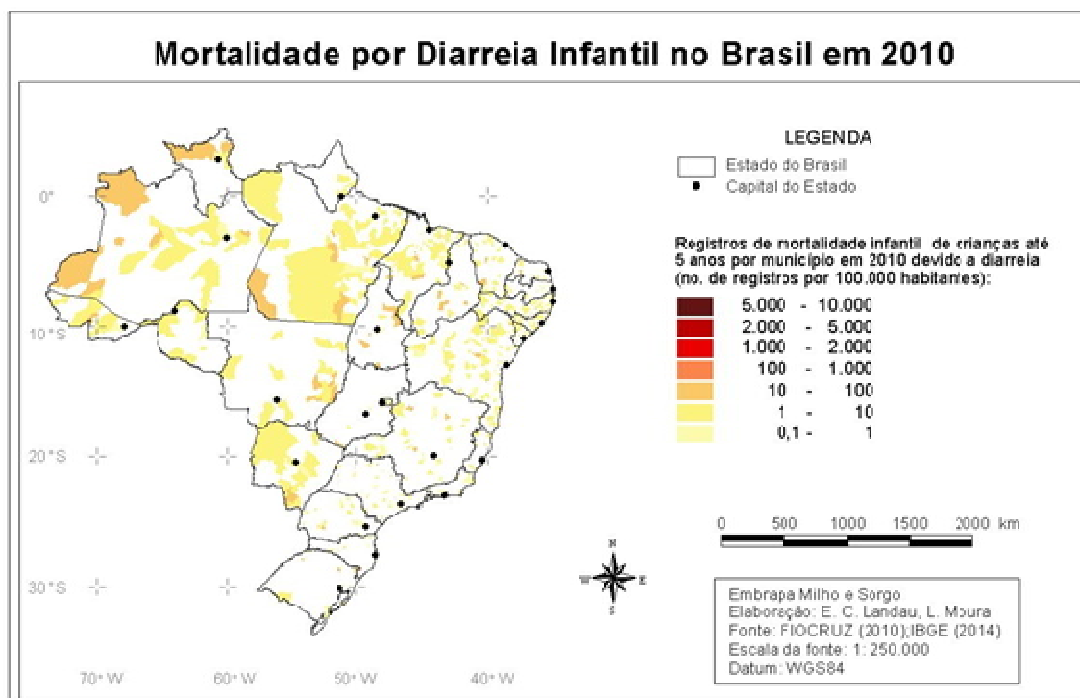 Mortalidade por Diarreia Infantil no Brasil em 2010
LEGENDA
Estado do Brasil
Capital do Estado
Registros de mortalidade infantil de crianças até
5 anos por município em 2010 devido a diarreia
(no. de registros por 100.000 habitantes):
5.000 - 10.000
2.000 - 5.000
1.000 - 2.000
100 - 1.000
10 - 100
1 - 10
0,1 - 1
0°
10°S
20°S
30°S
70°W 60°W 50°W 40°W
0 500 1000 1500 2000 km
N
W E
S
Embrapa Milho e Sorgo
Elaboração: E. C. Landau, L. Moura
Fonte: FIOCRUZ (2010);IBGE (2014)
Escala da fonte: 1: 250.000
Datum: WGS84